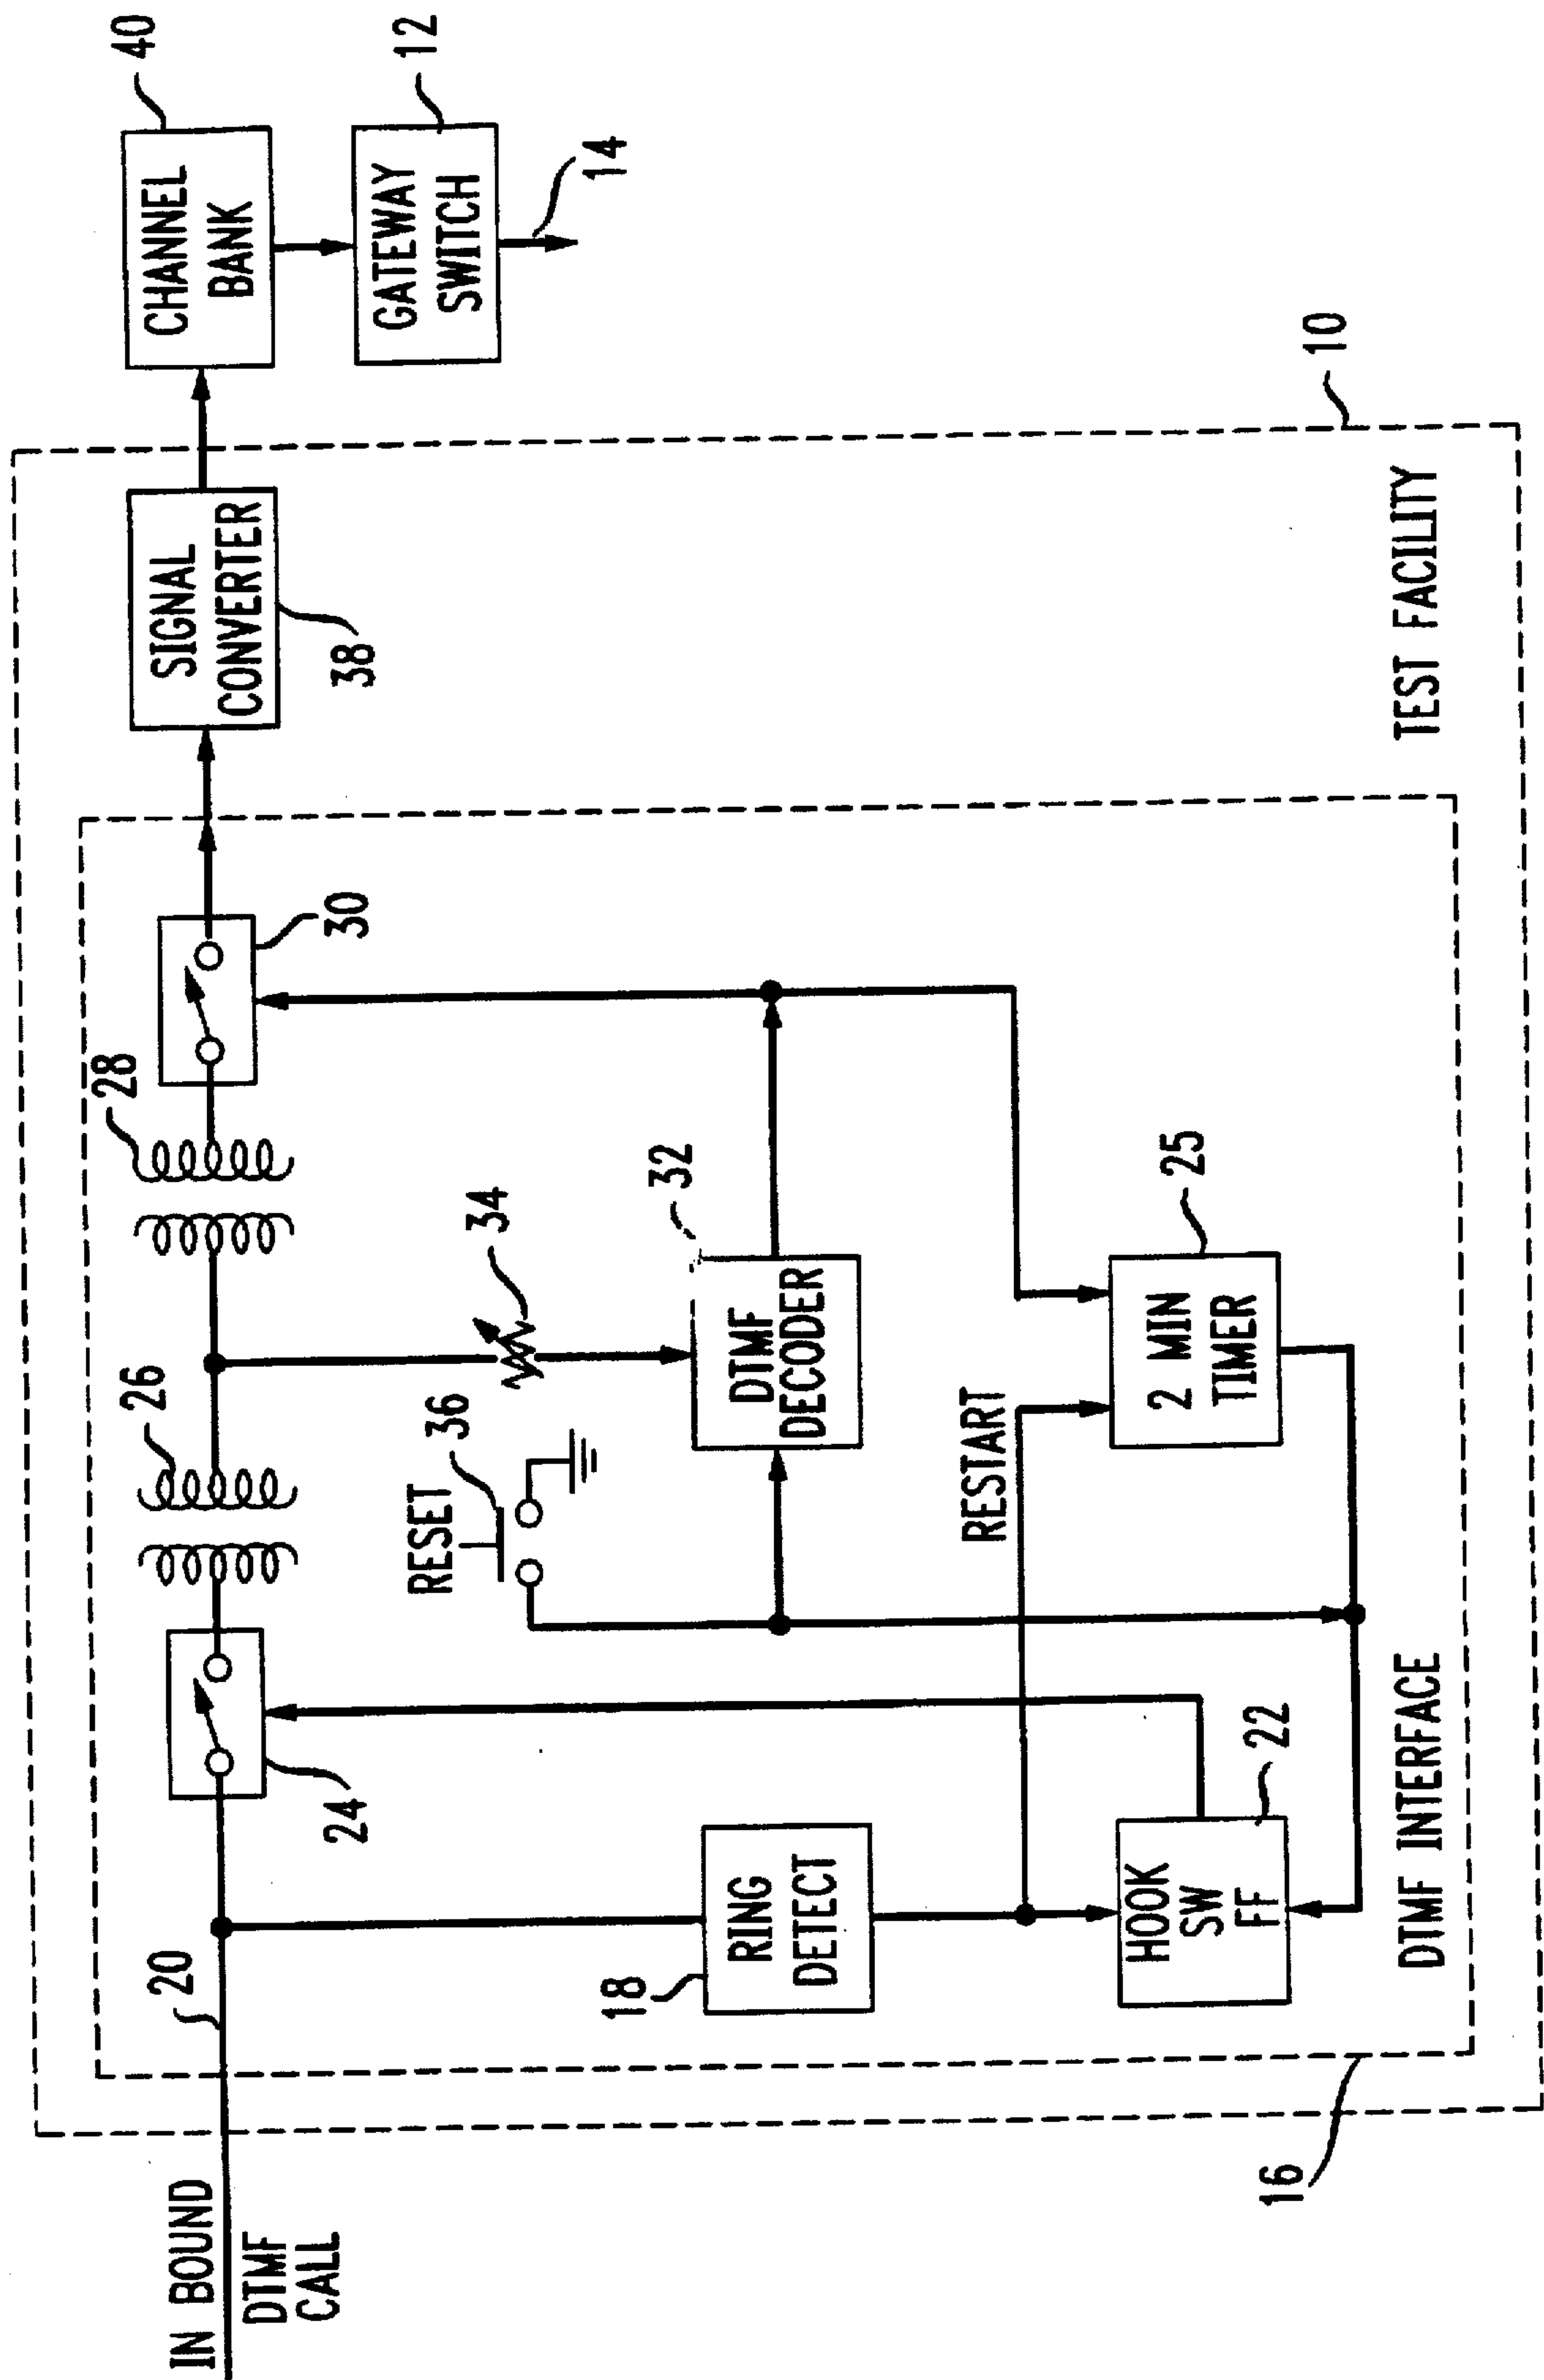 IN BOUND
DTMF
CALL
20
24
26
28
30
SIGNAL
CONVERTER
38
CHANNEL
BANK
40
GATEWAY
SWITCH
12
14
RESET
36
34
DTMF
DECODER
32
RING
DETECT
18
RESTART
2 MIN
TIMER
25
HOOK
SW
FF
22
DTMF INTERFACE
16
TEST FACILITY
10